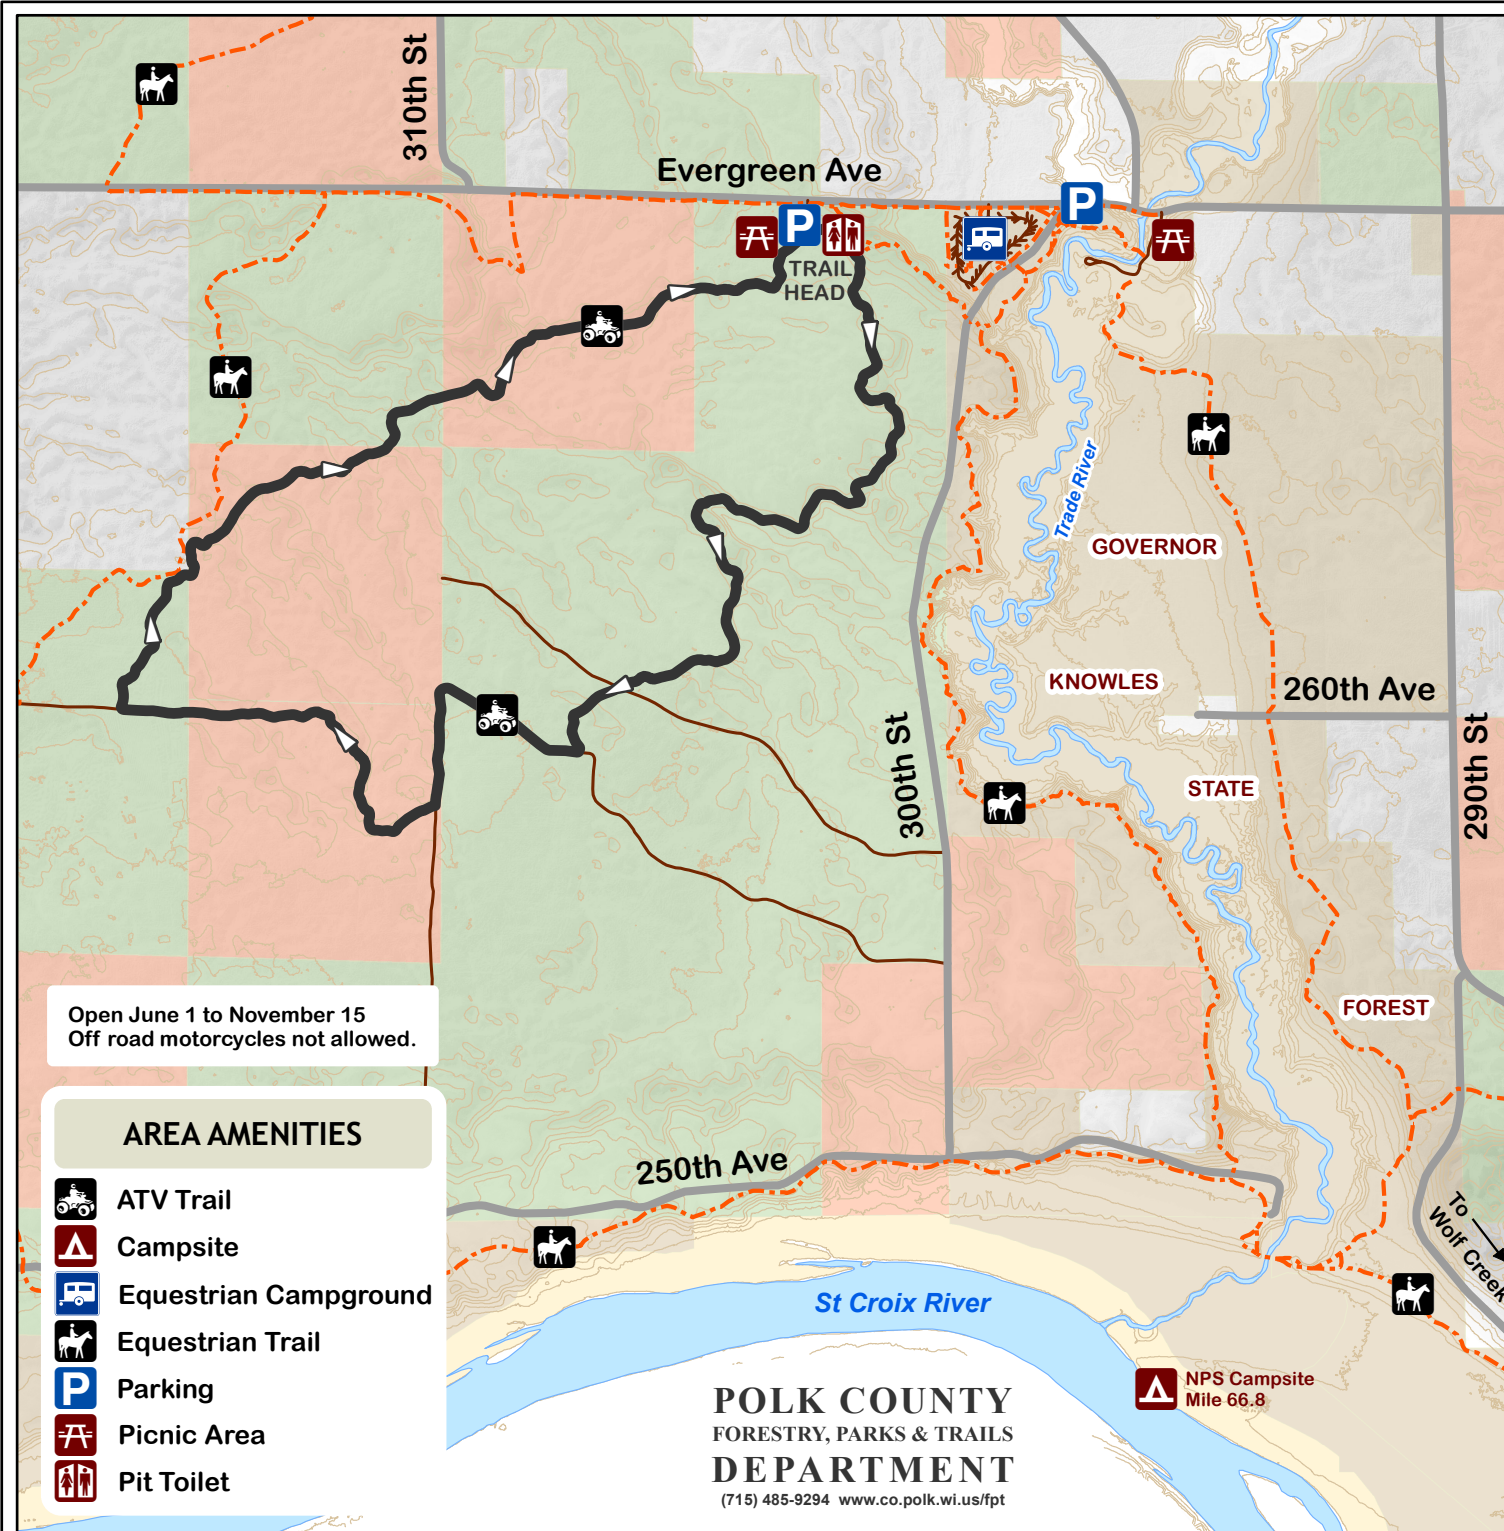 310th St
Evergreen Ave
P
P
TRAIL
HEAD
Trade River
GOVERNOR
KNOWLES
260th Ave
STATE
300th St
290th St
FOREST
Open June 1 to November 15
Off road motorcycles not allowed.
AREA AMENITIES
ATV Trail
Campsite
Equestrian Campground
Equestrian Trail
P Parking
Picnic Area
Pit Toilet
250th Ave
To
Wolf Creek
St Croix River
NPS Campsite
Mile 66.8
POLK COUNTY
FORESTRY, PARKS & TRAILS
DEPARTMENT
(715) 485-9294 www.co.polk.wi.us/fpt